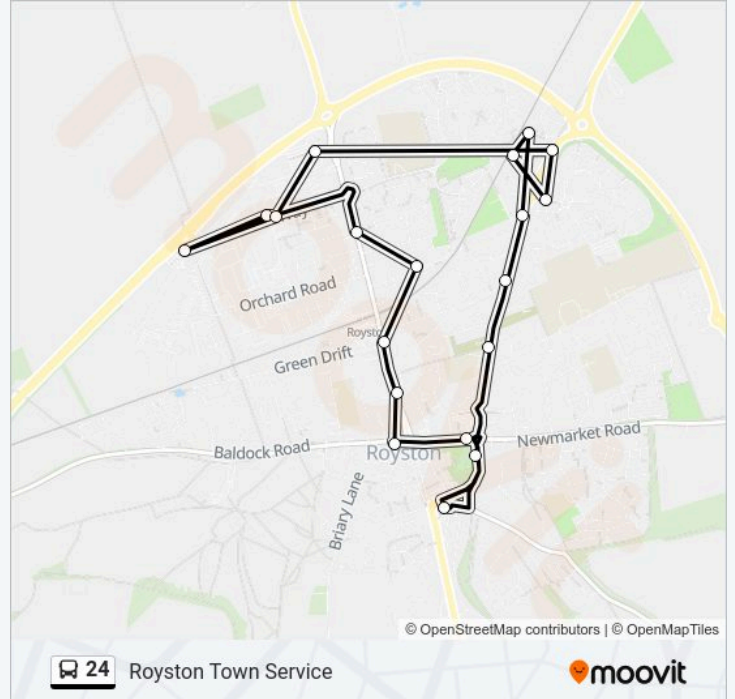 Orchard Road
Royston
Green Drift
Baldock Road
Newmarket Road
Royston
Briary Lane
© OpenStreetMap contributors | © OpenMapTiles
24
Royston Town Service
moovit